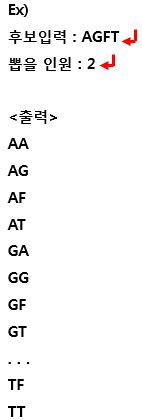 Ex)
후보입력 : AGFT
뽑을 인원 : 2
<출력>
AA
AG
AF
AT
GA
GG
GF
GT
. . .
TF
TT